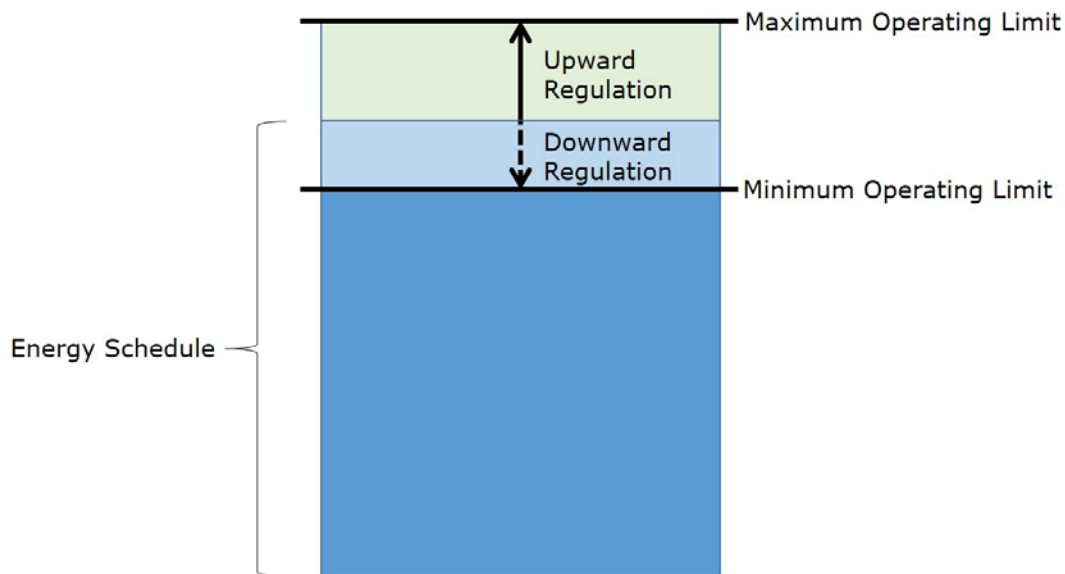 Maximum Operating Limit
Upward
Regulation
Downward
Regulation
Minimum Operating Limit
Energy Schedule